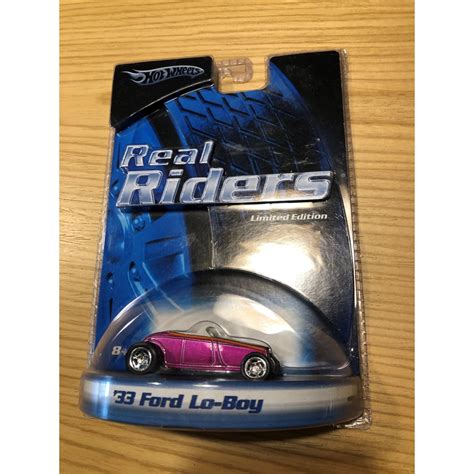 Hot Wheels
Real
Riders
Limited Edition
8+
'33 Ford Lo-Boy